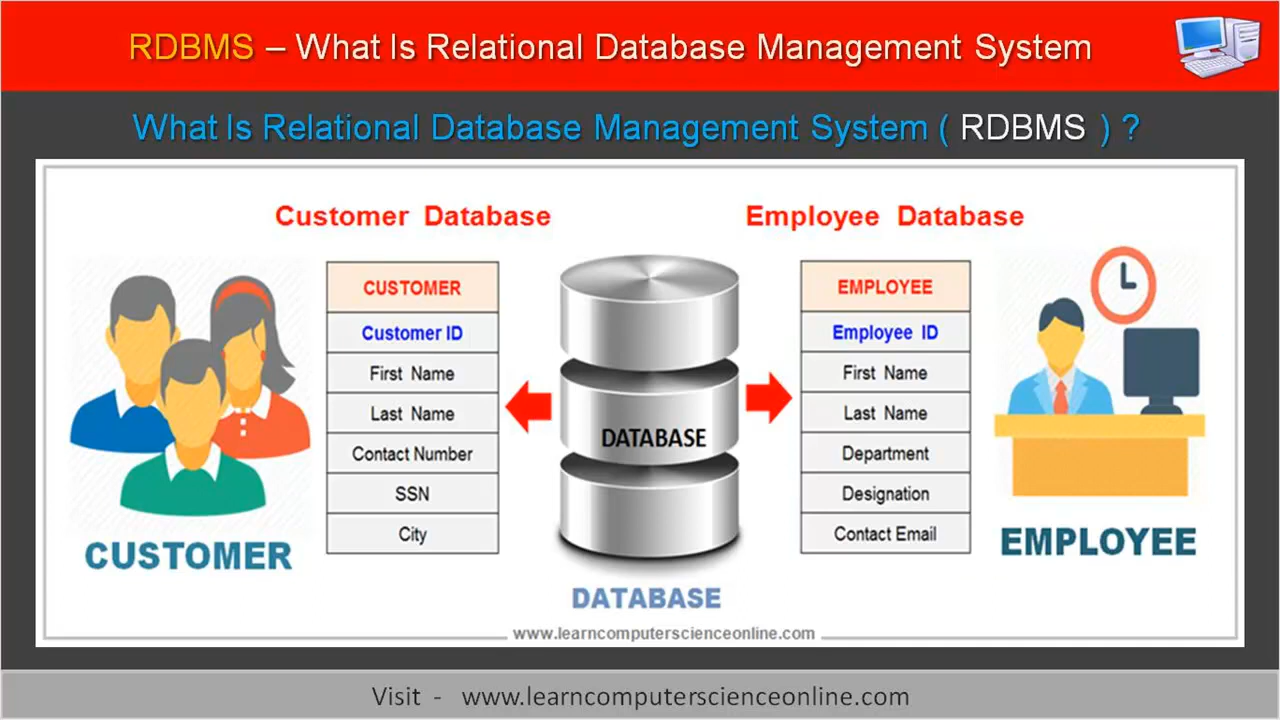 RDBMS – What Is Relational Database Management System
What Is Relational Database Management System ( RDBMS ) ?
Customer Database
Employee Database
CUSTOMER
Customer ID
First Name
Last Name
Contact Number
SSN
City
CUSTOMER
DATABASE
DATABASE
EMPLOYEE
Employee ID
First Name
Last Name
Department
Designation
Contact Email
EMPLOYEE
www.learncomputerscienceonline.com
Visit - www.learncomputerscienceonline.com